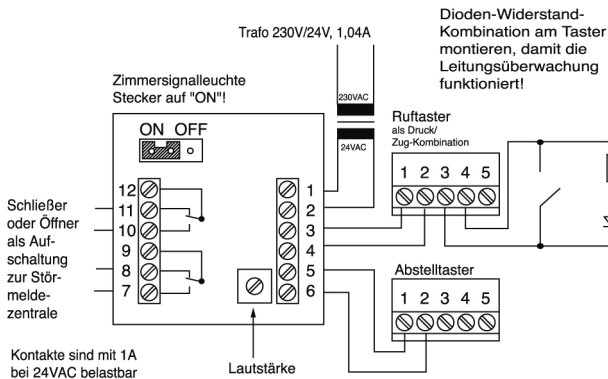 Trafo 230V/24V, 1,04A
Dioden-Widerstand-
Kombination am Taster
montieren, damit die
Leitungsüberwachung
funktioniert!
Zimmersignalleuchte
Stecker auf "ON"!
230VAC
24VAC
Ruftaster
als Druck/
Zug-Kombination
ON OFF
1 2 3 4 5
12
11
10
9
8
7
1
2
3
4
5
6
Schließer
oder Öffner
als Auf-
schaltung
zur Stör-
melde-
zentrale
Abstelltaster
1 2 3 4 5
Kontakte sind mit 1A
bei 24VAC belastbar
Lautstärke